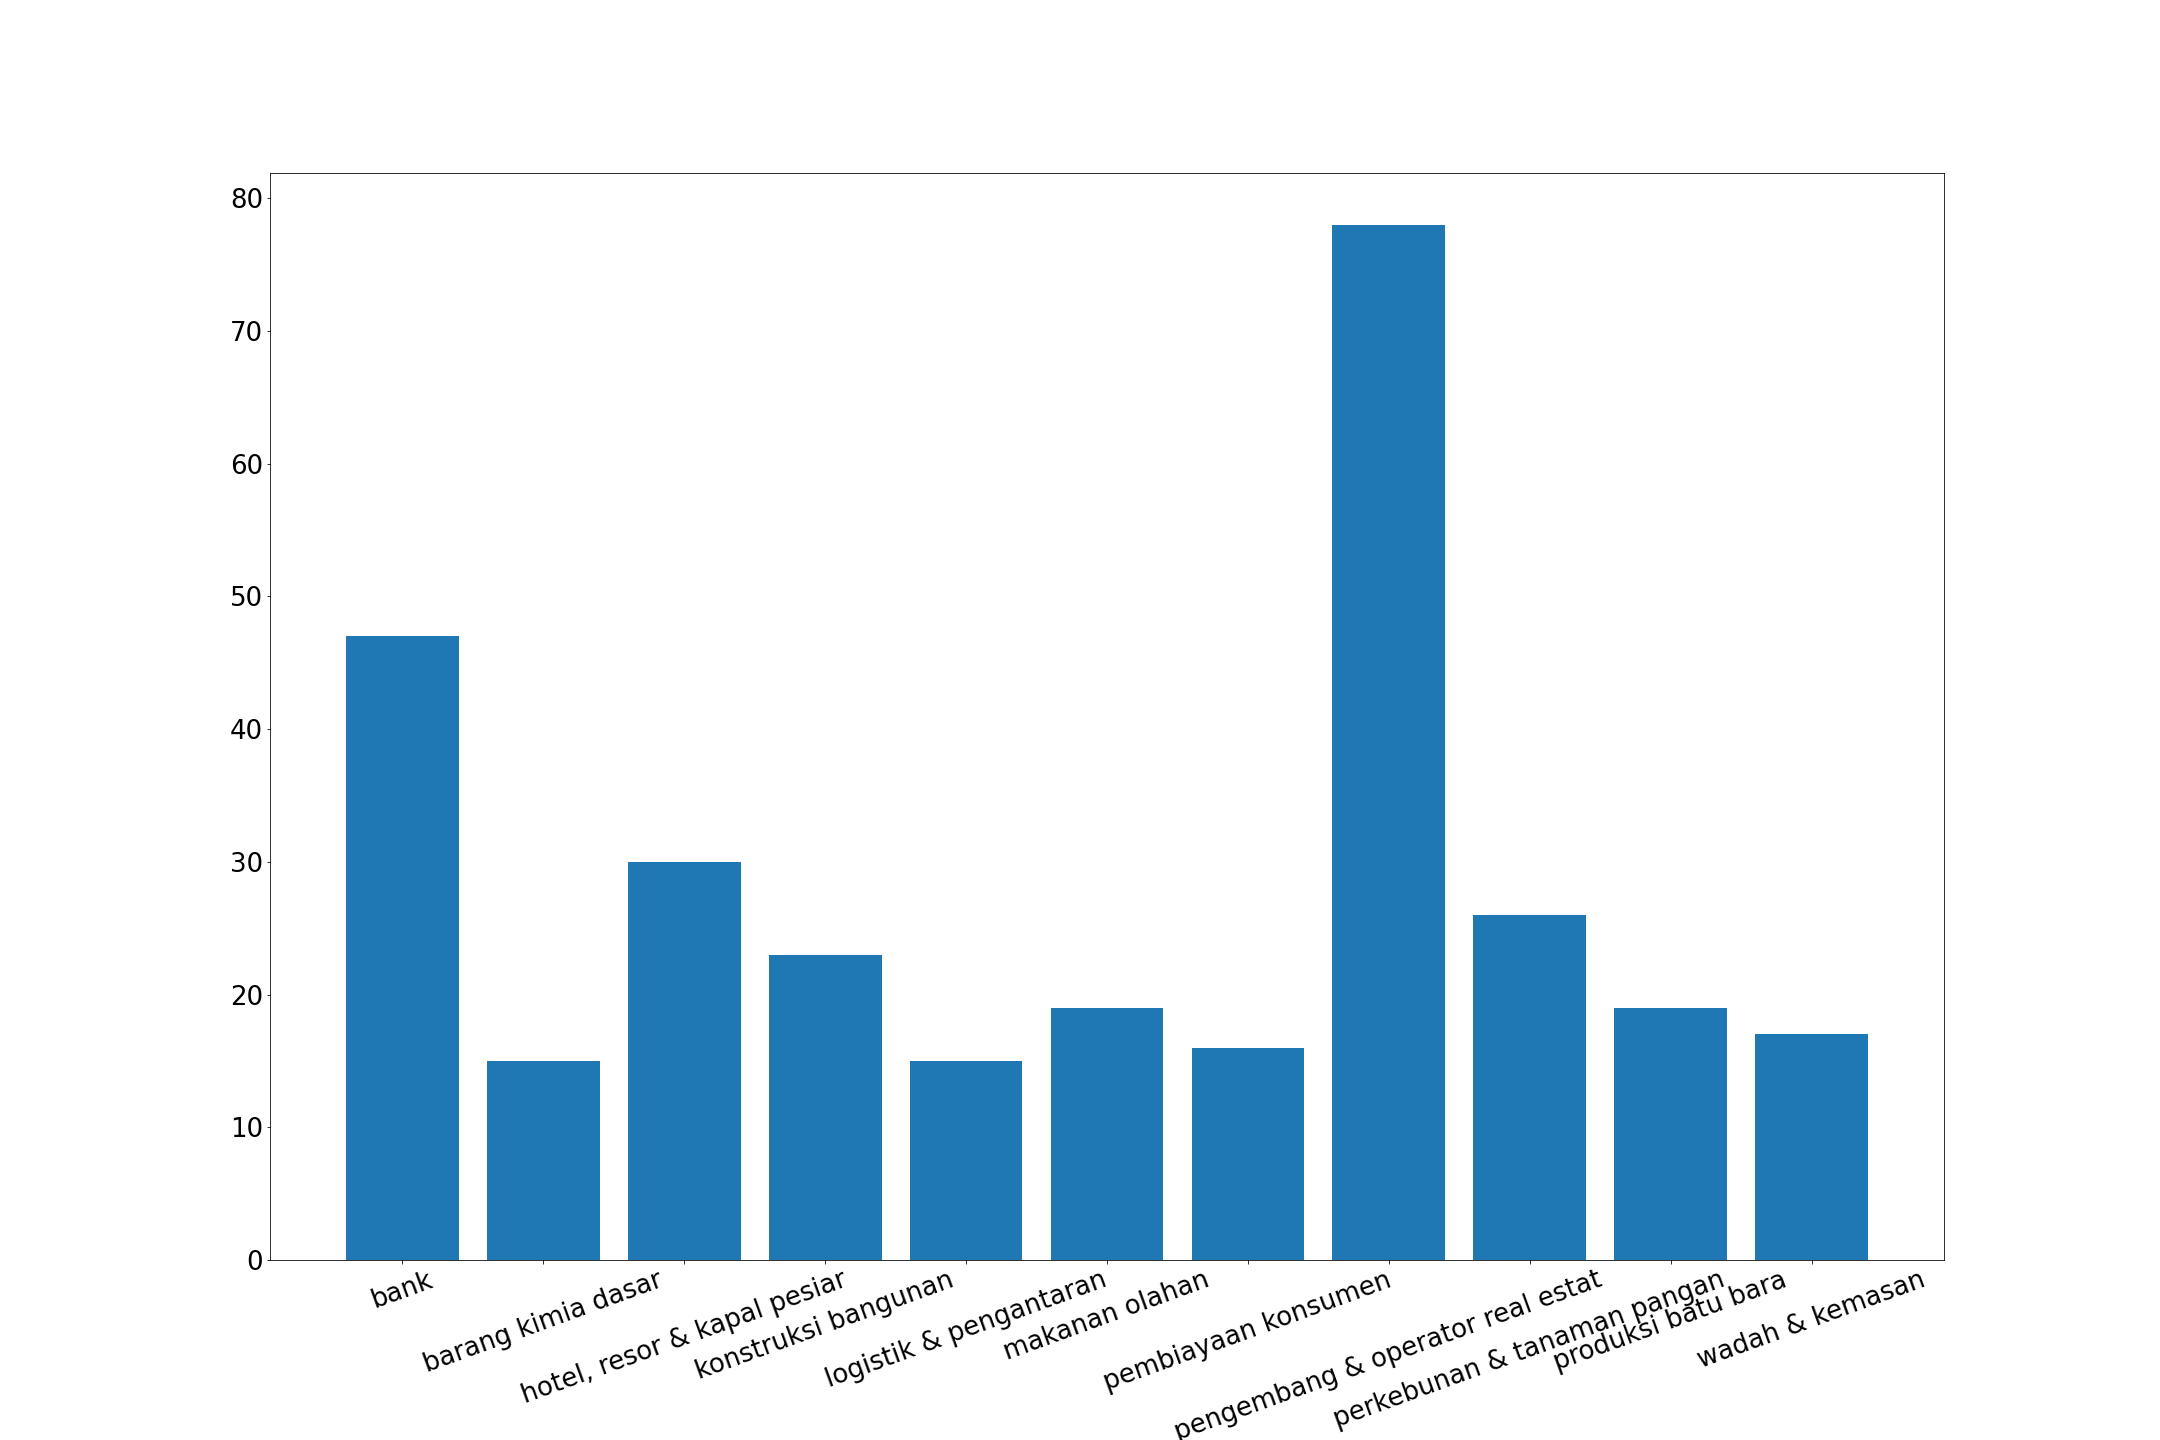 80
70
60
50
40
30
20
10
0
bank
barang kimia dasar
hotel, resor & kapal pesiar
konstruksi bangunan
logistik & pengantaran
makanan olahan
pembiayaan konsumen
pengembang & operator real estat
perkebunan & tanaman pangan
produksi batu bara
wadah & kemasan